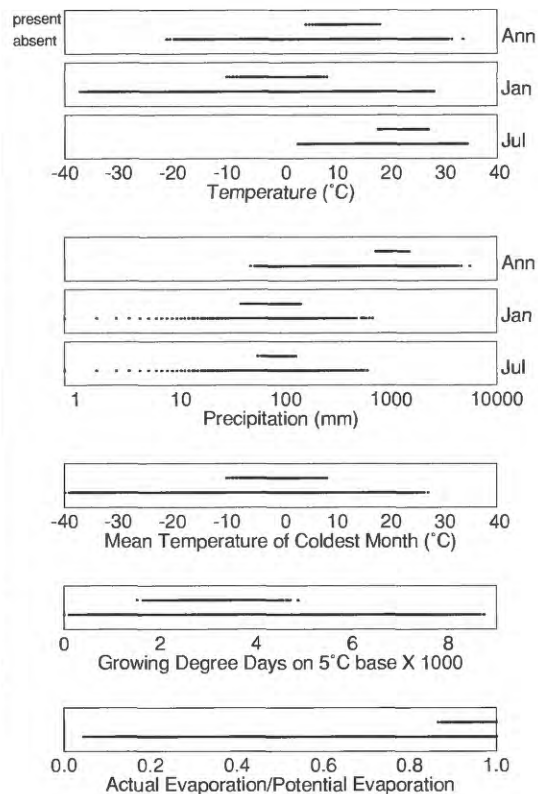 present
absent
Ann
Jan
Jul
-40 -30 -20 -10 0 10 20 30 40
Temperature (˚C)
Ann
Jan
Jul
1 10 100 1000 10000
Precipitation (mm)
-40 -30 -20 -10 0 10 20 30 40
Mean Temperature of Coldest Month (˚C)
0 2 4 6 8
Growing Degree Days on 5˚C base X 1000
0.0 0.2 0.4 0.6 0.8 1.0
Actual Evaporation/Potential Evaporation